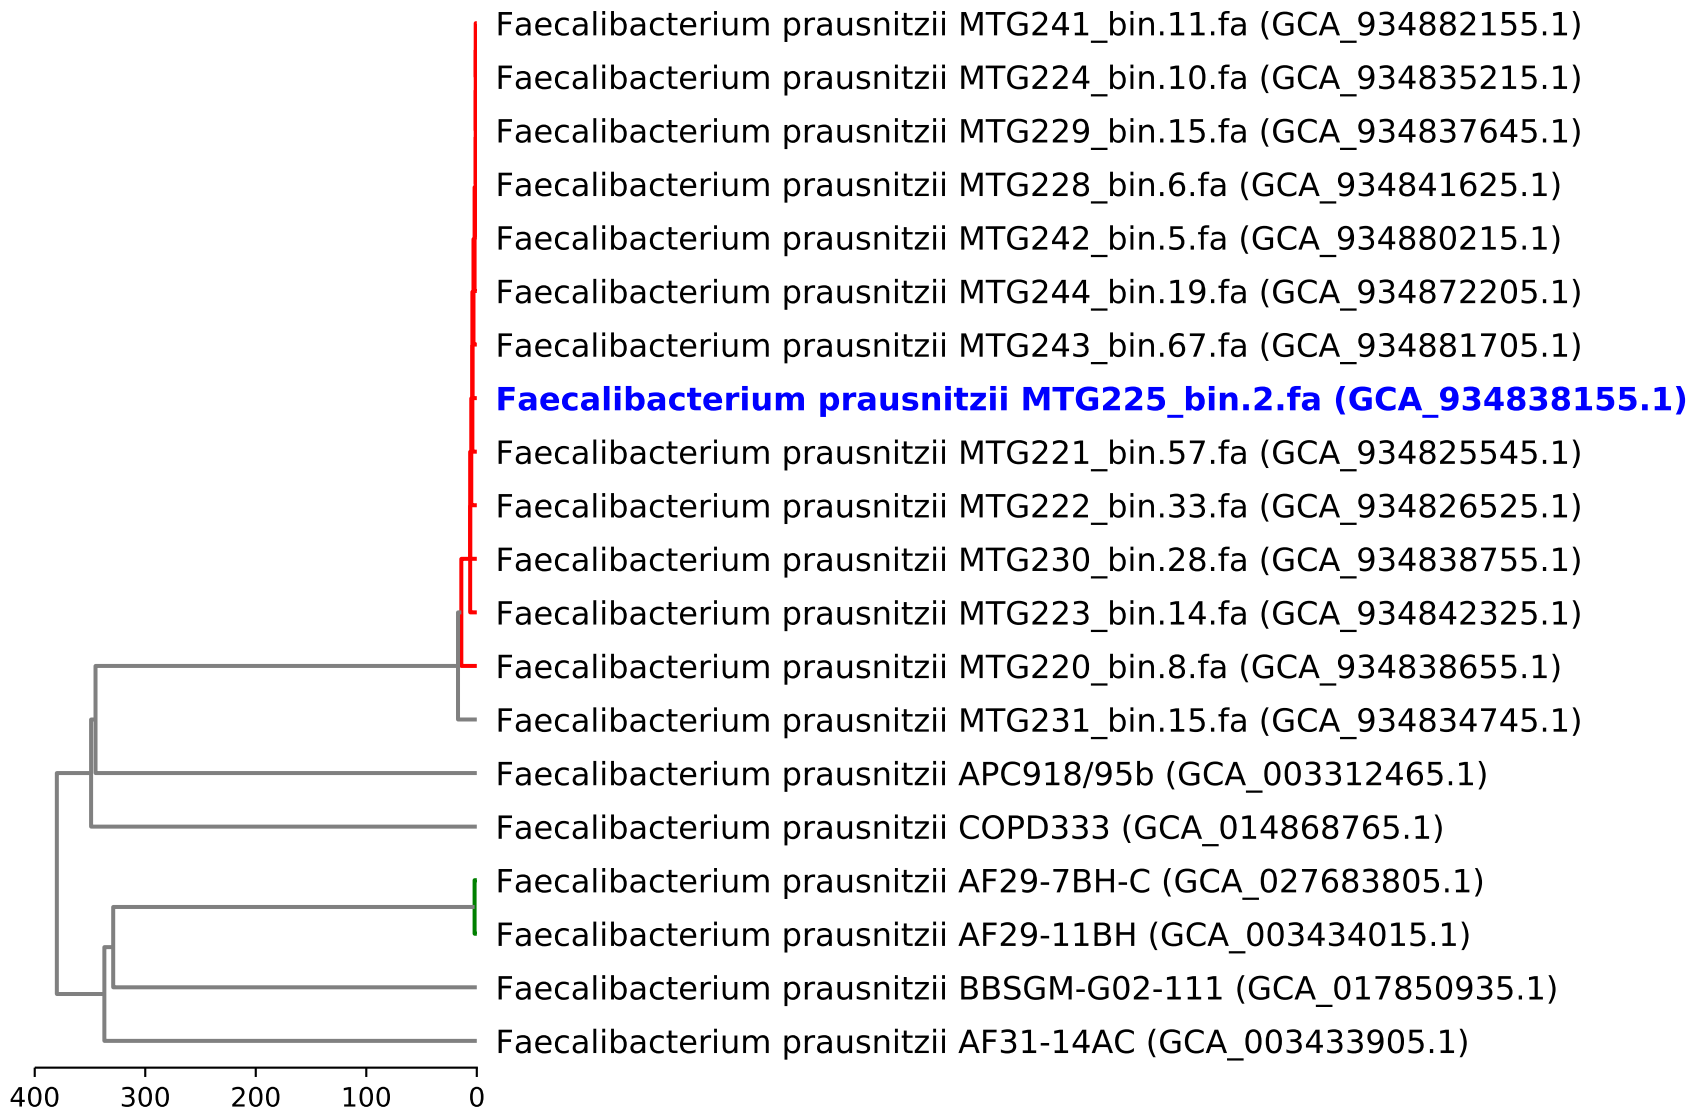 Faecalibacterium prausnitzii MTG241_bin.11.fa (GCA_934882155.1)
Faecalibacterium prausnitzii MTG224_bin.10.fa (GCA_934835215.1)
Faecalibacterium prausnitzii MTG229_bin.15.fa (GCA_934837645.1)
Faecalibacterium prausnitzii MTG228_bin.6.fa (GCA_934841625.1)
Faecalibacterium prausnitzii MTG242_bin.5.fa (GCA_934880215.1)
Faecalibacterium prausnitzii MTG244_bin.19.fa (GCA_934872205.1)
Faecalibacterium prausnitzii MTG243_bin.67.fa (GCA_934881705.1)
Faecalibacterium prausnitzii MTG225_bin.2.fa (GCA_934838155.1)
Faecalibacterium prausnitzii MTG221_bin.57.fa (GCA_934825545.1)
Faecalibacterium prausnitzii MTG222_bin.33.fa (GCA_934826525.1)
Faecalibacterium prausnitzii MTG230_bin.28.fa (GCA_934838755.1)
Faecalibacterium prausnitzii MTG223_bin.14.fa (GCA_934842325.1)
Faecalibacterium prausnitzii MTG220_bin.8.fa (GCA_934838655.1)
Faecalibacterium prausnitzii MTG231_bin.15.fa (GCA_934834745.1)
Faecalibacterium prausnitzii APC918/95b (GCA_003312465.1)
Faecalibacterium prausnitzii COPD333 (GCA_014868765.1)
Faecalibacterium prausnitzii AF29-7BH-C (GCA_027683805.1)
Faecalibacterium prausnitzii AF29-11BH (GCA_003434015.1)
Faecalibacterium prausnitzii BBSGM-G02-111 (GCA_017850935.1)
Faecalibacterium prausnitzii AF31-14AC (GCA_003433905.1)
400 300 200 100 0